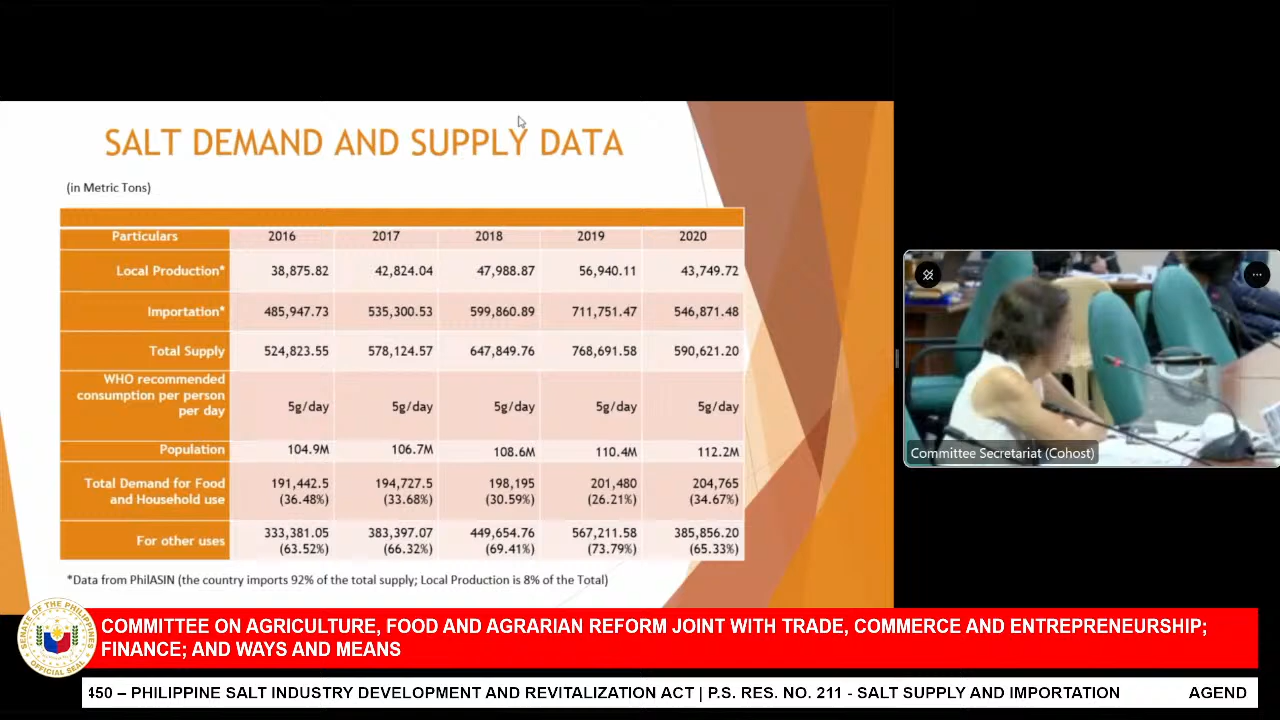 SALT DEMAND AND SUPPLY DATA
(in Metric Tons)
Particulars 2016 2017 2018 2019 2020
Local Production* 38,875.82 42,824.04 47,988.87 56,940.11 43,749.72
Importation* 485,947.73 535,300.53 599,860.89 711,751.47 546,871.48
Total Supply 524,823.55 578,124.57 647,849.76 768,691.58 590,621.20
WHO recommended
consumption per person
per day 5g/day 5g/day 5g/day 5g/day 5g/day
Population 104.9M 106.7M 108.6M 110.4M 112.2M
Total Demand for Food 191,442.5 194,727.5 198,195 201,480 204,765
and Household use (36.48%) (33.68%) (30.59%) (26.21%) (34.67%)
For other uses 333,381.05 383,397.07 449,654.76 567,211.58 385,856.20
(63.52%) (66.32%) (69.41%) (73.79%) (65.33%)
*Data from PhilASIN (the country imports 92% of the total supply; Local Production is 8% of the Total)
Committee Secretariat (Cohost)
SENATE OF THE PHILIPPINES
OFFICIAL SEAL
COMMITTEE ON AGRICULTURE, FOOD AND AGRARIAN REFORM JOINT WITH TRADE, COMMERCE AND ENTREPRENEURSHIP;
FINANCE; AND WAYS AND MEANS
450 – PHILIPPINE SALT INDUSTRY DEVELOPMENT AND REVITALIZATION ACT | P.S. RES. NO. 211 - SALT SUPPLY AND IMPORTATION AGEND